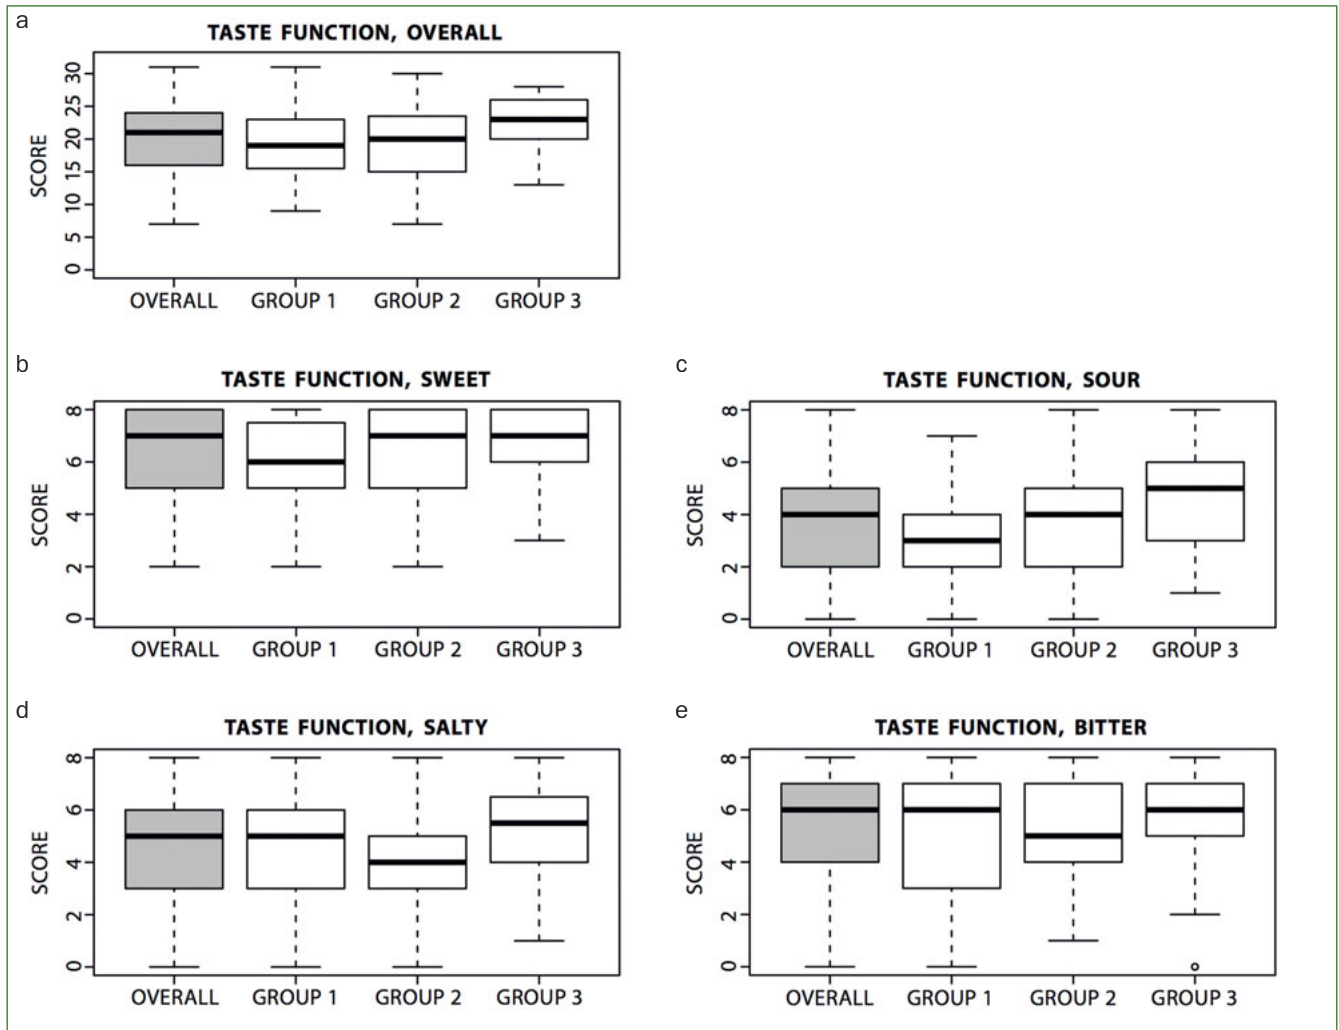 a
TASTE FUNCTION, OVERALL
SCORE
30
25
20
15
10
5
0
OVERALL GROUP 1 GROUP 2 GROUP 3
b
TASTE FUNCTION, SWEET
SCORE
8
6
4
2
0
OVERALL GROUP 1 GROUP 2 GROUP 3
c
TASTE FUNCTION, SOUR
SCORE
8
6
4
2
0
OVERALL GROUP 1 GROUP 2 GROUP 3
d
TASTE FUNCTION, SALTY
SCORE
8
6
4
2
0
OVERALL GROUP 1 GROUP 2 GROUP 3
e
TASTE FUNCTION, BITTER
SCORE
8
6
4
2
0
OVERALL GROUP 1 GROUP 2 GROUP 3